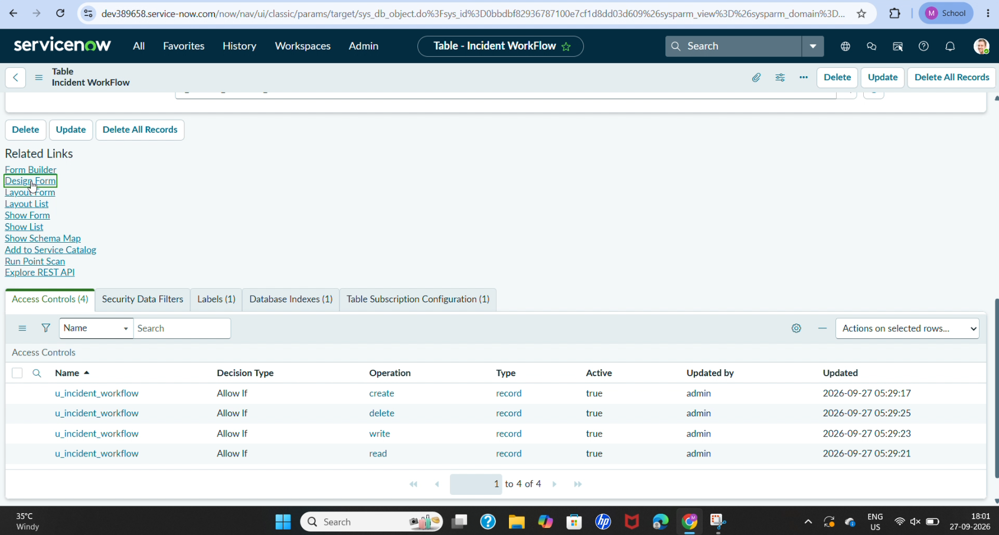 dev389658.service-now.com/now/nav/ui/classic/params/target/sys_db_object.do%3Fsys_id%3D0bbdbf82936787100e7cf1d8dd03d609%26sysparm_view%3D%26sysparm_domain%3D...
M School
servicenow All Favorites History Workspaces Admin Table - Incident WorkFlow Search
Table
Incident WorkFlow
Delete Update Delete All Records
Delete Update Delete All Records
Related Links
Form Builder
Design Form
Layout Form
Layout List
Show Form
Show List
Show Schema Map
Add to Service Catalog
Run Point Scan
Explore REST API
Access Controls (4) Security Data Filters Labels (1) Database Indexes (1) Table Subscription Configuration (1)
Name Search Actions on selected rows...
Access Controls
Name Decision Type Operation Type Active Updated by Updated
u_incident_workflow Allow If create record true admin 2026-09-27 05:29:17
u_incident_workflow Allow If delete record true admin 2026-09-27 05:29:25
u_incident_workflow Allow If write record true admin 2026-09-27 05:29:23
u_incident_workflow Allow If read record true admin 2026-09-27 05:29:21
1 to 4 of 4
35°C
Windy
Search
hp
ENG
US
18:01
27-09-2026